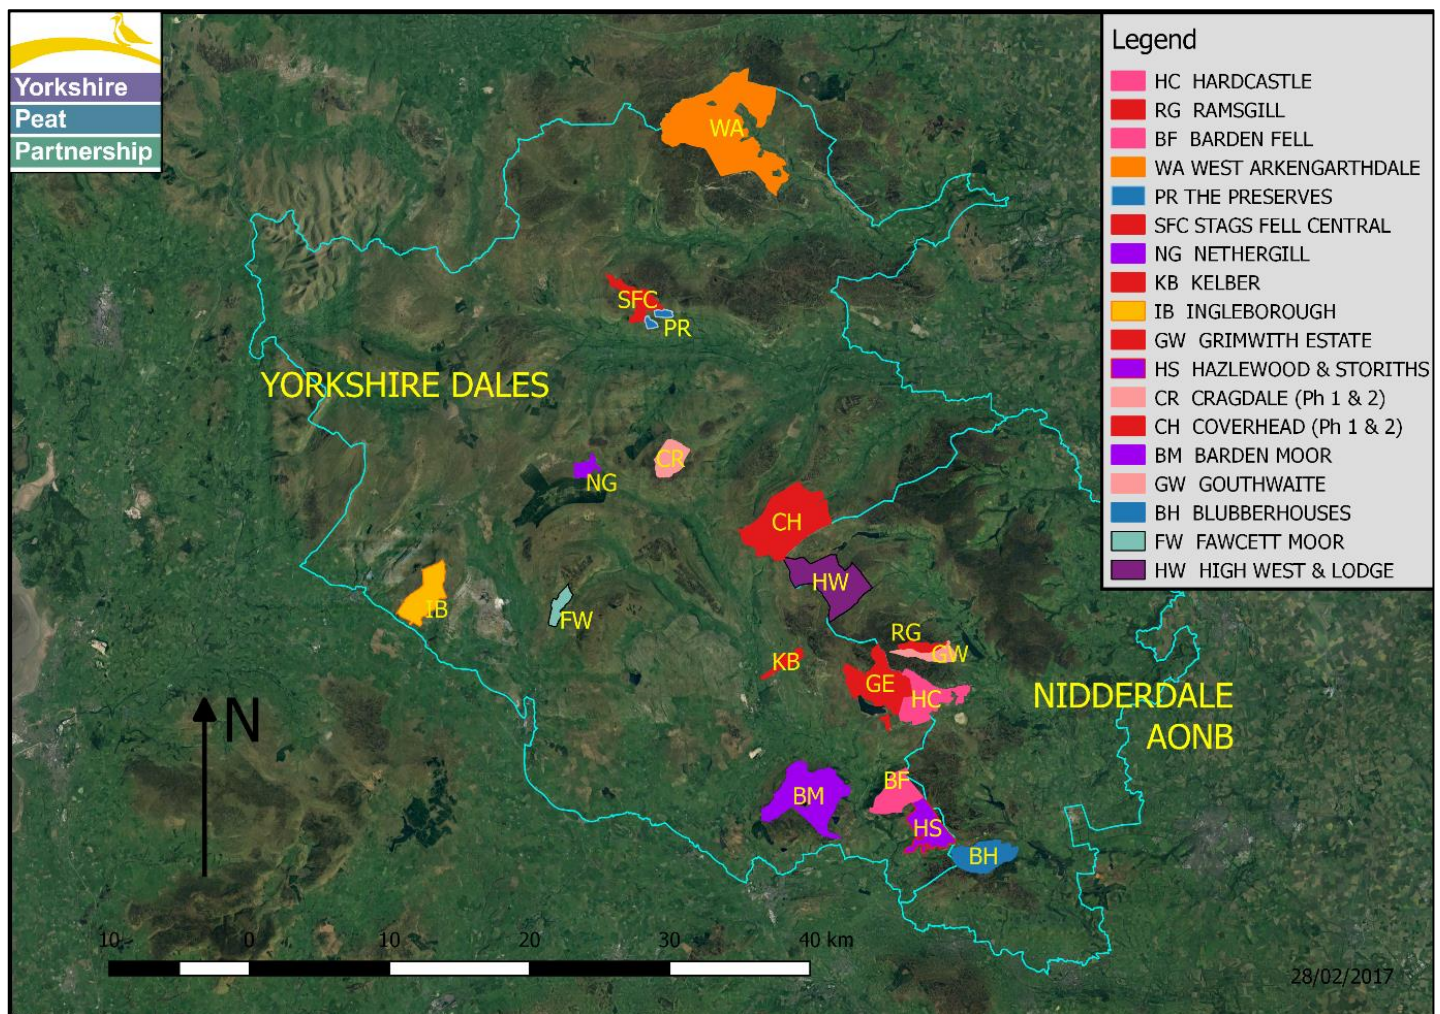 Yorkshire
Peat
Partnership
Legend
HC HARDCASTLE
RG RAMSGILL
BF BARDEN FELL
WA WEST ARKENGARTHDALE
PR THE PRESERVES
SFC STAGS FELL CENTRAL
NG NETHERGILL
KB KELBER
IB INGLEBOROUGH
GW GRIMWITH ESTATE
HS HAZLEWOOD & STORITHS
CR CRAGDALE (Ph 1 & 2)
CH COVERHEAD (Ph 1 & 2)
BM BARDEN MOOR
GW GOUTHWAITE
BH BLUBBERHOUSES
FW FAWCETT MOOR
HW HIGH WEST & LODGE
WA
SFC
PR
YORKSHIRE DALES
CR
NG
CH
HW
IB
FW
RG
GW
KB
GE
HC
NIDDERDALE
AONB
N
BF
BM
HS
BH
10 0 10 20 30 40 km
28/02/2017